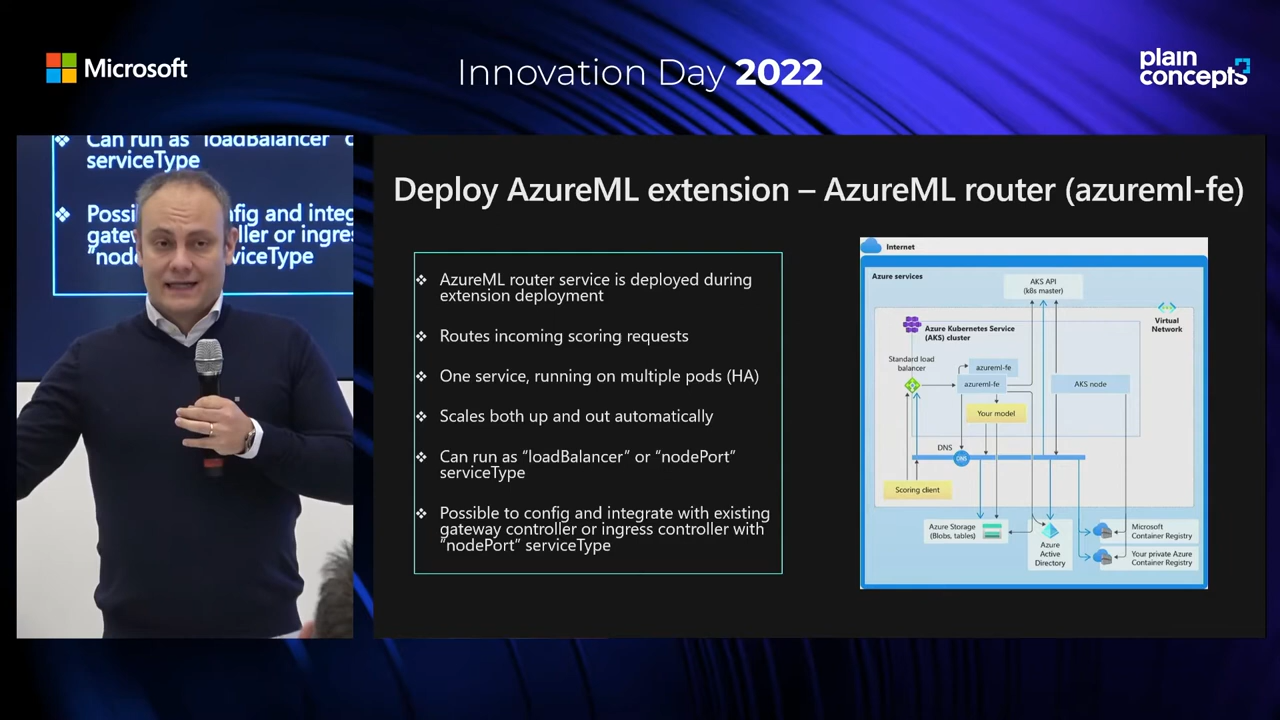 Microsoft
Innovation Day 2022
plain
concepts
Can run as "loadBalancer"
serviceType
Possi
fig and integ
gatew
ller or ingres
"nod
viceType
Deploy AzureML extension – AzureML router (azureml-fe)
❖ AzureML router service is deployed during
extension deployment
❖ Routes incoming scoring requests
❖ One service, running on multiple pods (HA)
❖ Scales both up and out automatically
❖ Can run as “loadBalancer” or “nodePort”
serviceType
❖ Possible to config and integrate with existing
gateway controller or ingress controller with
“nodePort” serviceType
Internet
Azure services
AKS API
(k8s master)
Virtual
Network
Azure Kubernetes Service
(AKS) cluster
Standard load
balancer
azureml-fe
azureml-fe
AKS node
Your model
DNS
DNS
Scoring client
Azure Storage
(Blobs, tables)
Azure
Active
Directory
Microsoft
Container Registry
Your private Azure
Container Registry